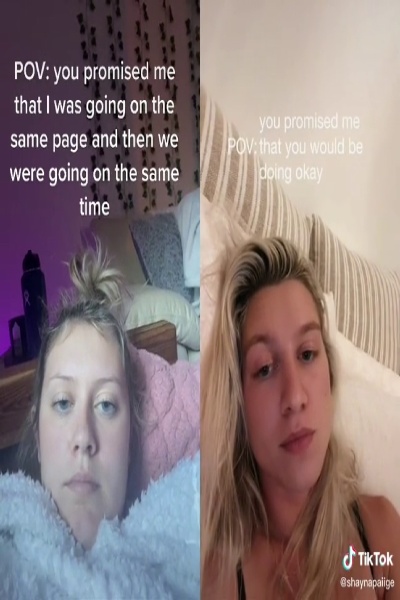 POV: you promised me
that I was going on the
same page and then we
were going on the same
time
you promised me
POV: that you would be
doing okay
TikTok
@shaynapalige